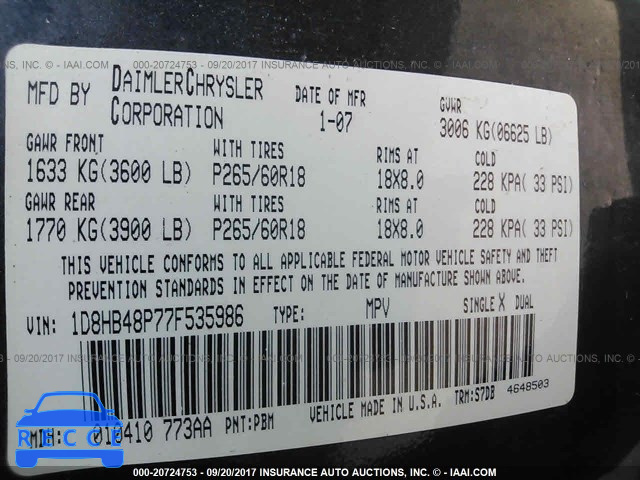 000-20724753 - 09/20/2017 INSURANCE AUTO AUCTIONS, INC. - © - IAAI.COM
MFD BY DAIMLERCHRYSLER CORPORATION
DATE OF MFR 1-07
GVWR 3006 KG(06625 LB)
GAWR FRONT WITH TIRES RIMS AT COLD
1633 KG(3600 LB) P265/60R18 18X8.0 228 KPA( 33 PSI)
GAWR REAR WITH TIRES RIMS AT COLD
1770 KG(3900 LB) P265/60R18 18X8.0 228 KPA( 33 PSI)
THIS VEHICLE CONFORMS TO ALL APPLICABLE FEDERAL MOTOR VEHICLE SAFETY AND THEFT
PREVENTION STANDARDS IN EFFECT ON THE DATE OF MANUFACTURE SHOWN ABOVE.
VIN: 1D8HB48P77F535986 TYPE: MPV SINGLE X DUAL
MDH: 010410 773AA PNT:PBM VEHICLE MADE IN U.S.A. TRM:S7DB 4648503
000-20724753 - 09/20/2017 INSURANCE AUTO AUCTIONS, INC. - © - IAAI.COM